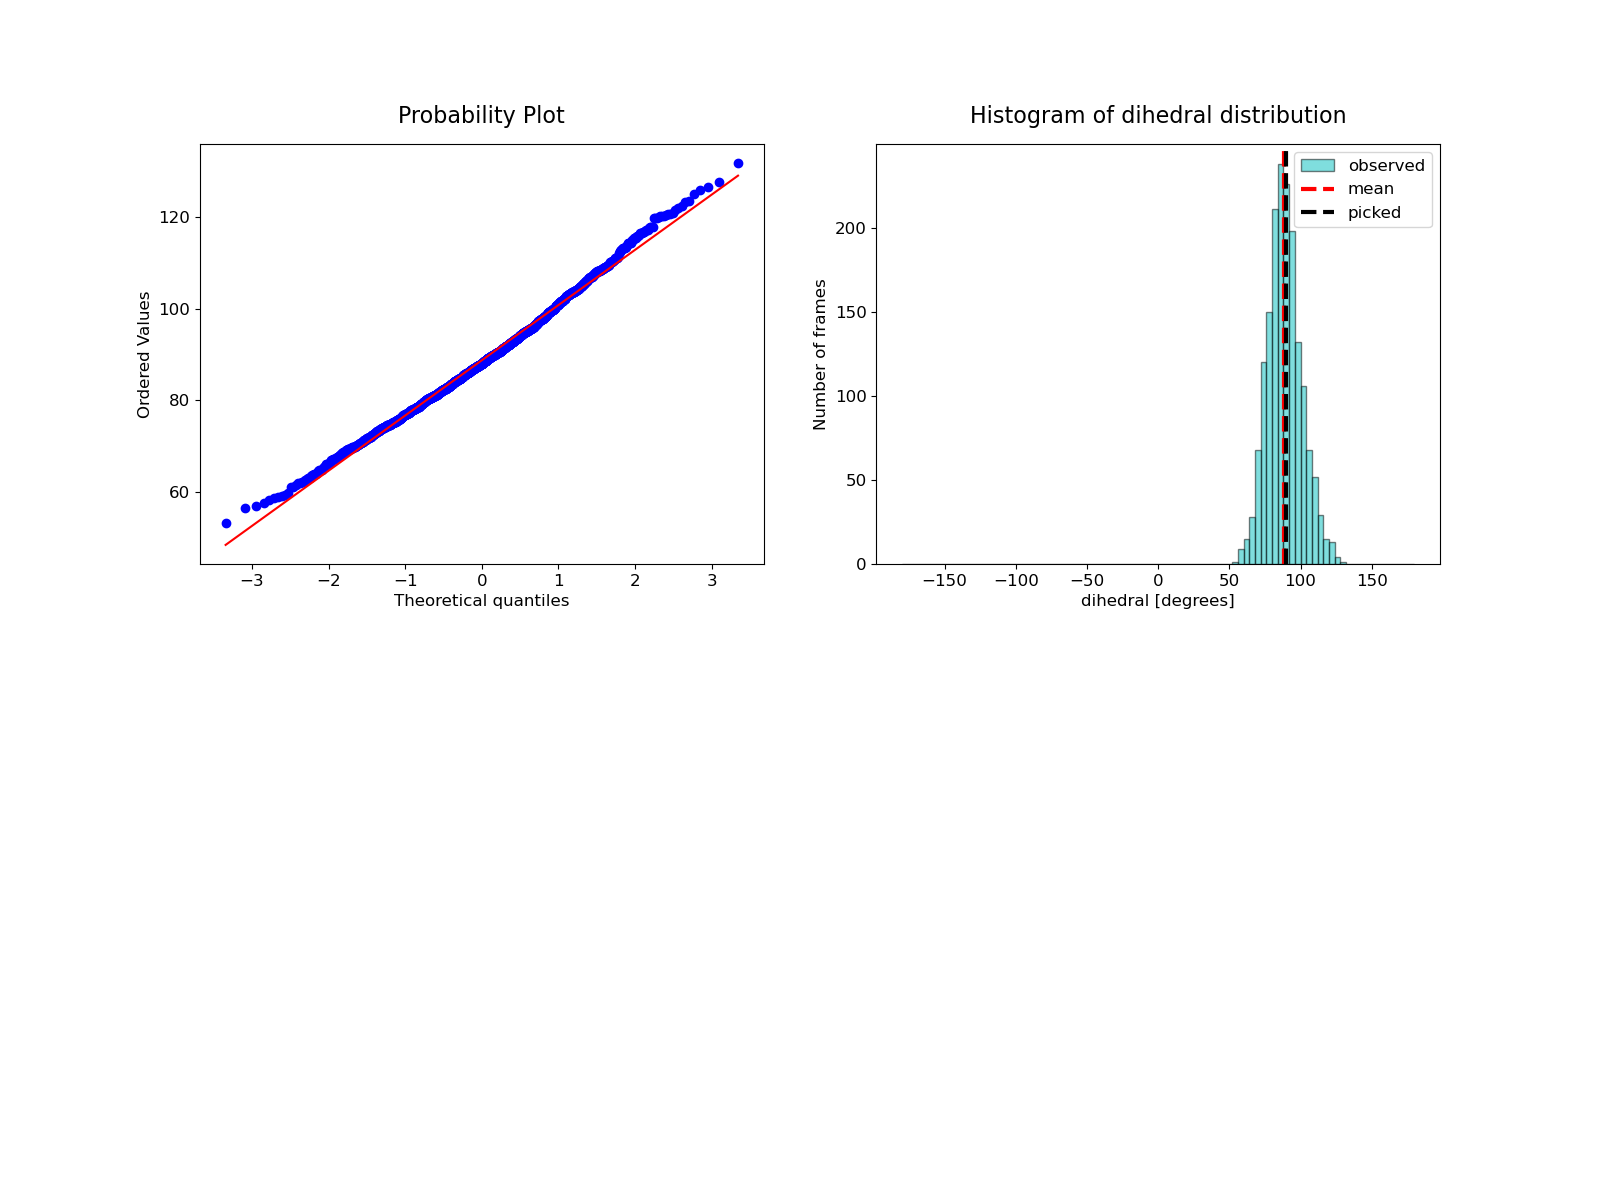 Probability Plot
Ordered Values
120
100
80
60
−3 −2 −1 0 1 2 3
Theoretical quantiles
Histogram of dihedral distribution
observed
mean
picked
Number of frames
200
150
100
50
0
−150 −100 −50 0 50 100 150
dihedral [degrees]